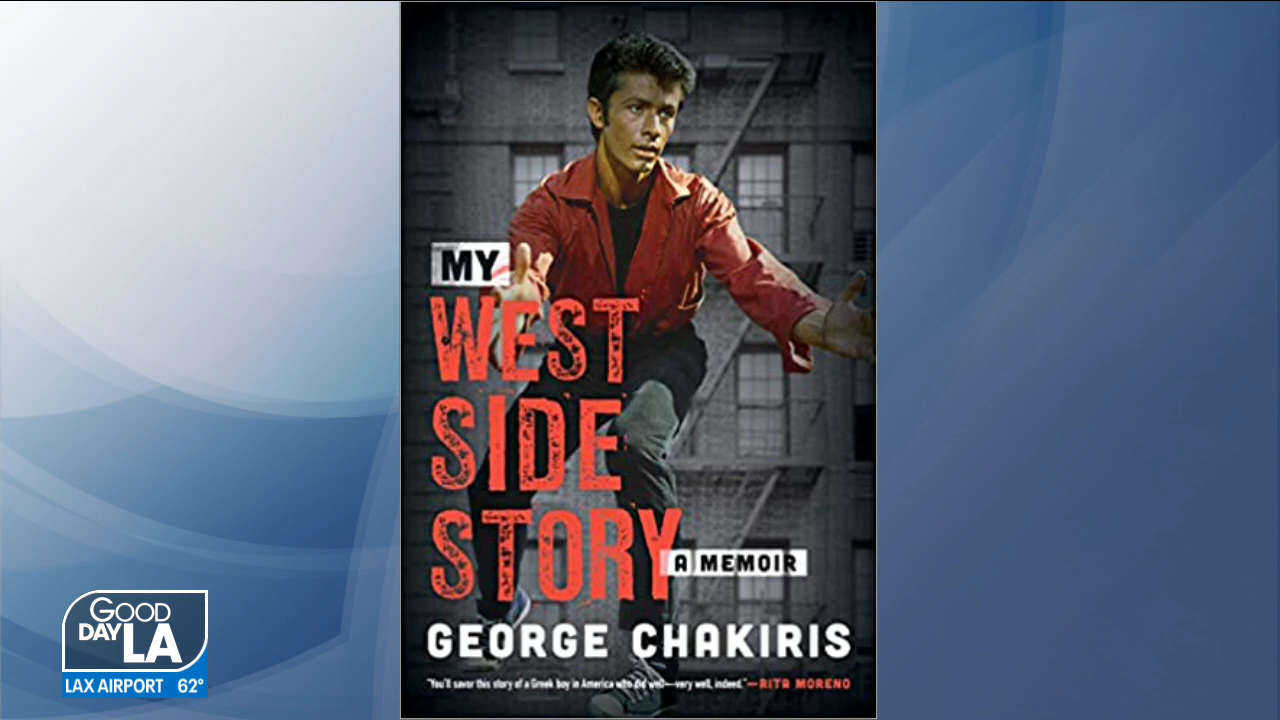 MY
WEST
SIDE
STORY
A MEMOIR
GEORGE CHAKIRIS
"You'll savor this story of a Greek boy in America who did well—very well, indeed."—RITA MORENO
GOOD
DAY LA
LAX AIRPORT 62°